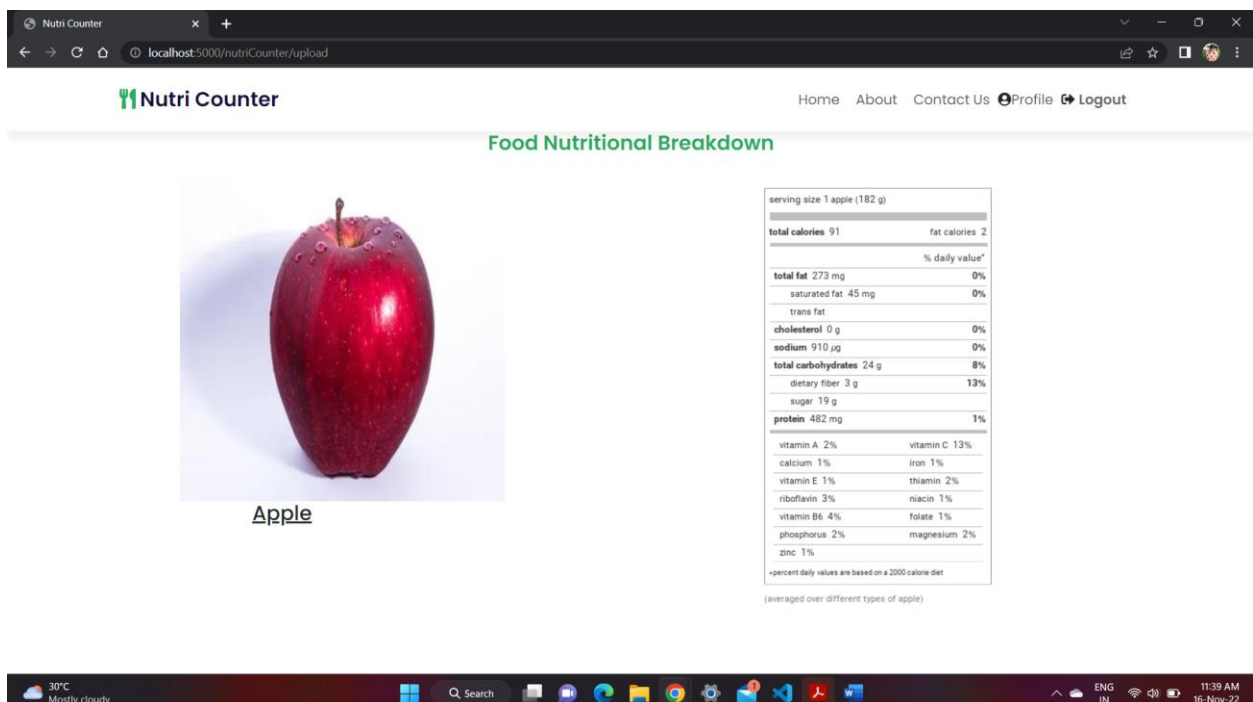 Nutri Counter
localhost:5000/nutriCounter/upload
Nutri Counter
Home About Contact Us Profile Logout
Food Nutritional Breakdown
Apple
serving size 1 apple (182 g)
total calories 91 fat calories 2
% daily value*
total fat 273 mg 0%
saturated fat 45 mg 0%
trans fat
cholesterol 0 g 0%
sodium 910 µg 0%
total carbohydrates 24 g 8%
dietary fiber 3 g 13%
sugar 19 g
protein 482 mg 1%
vitamin A 2% vitamin C 13%
calcium 1% iron 1%
vitamin E 1% thiamin 2%
riboflavin 3% niacin 1%
vitamin B6 4% folate 1%
phosphorus 2% magnesium 2%
zinc 1%
*percent daily values are based on a 2000 calorie diet
(averaged over different types of apple)
30°C
Mostly cloudy
Search
ENG
IN
11:39 AM
16-Nov-22